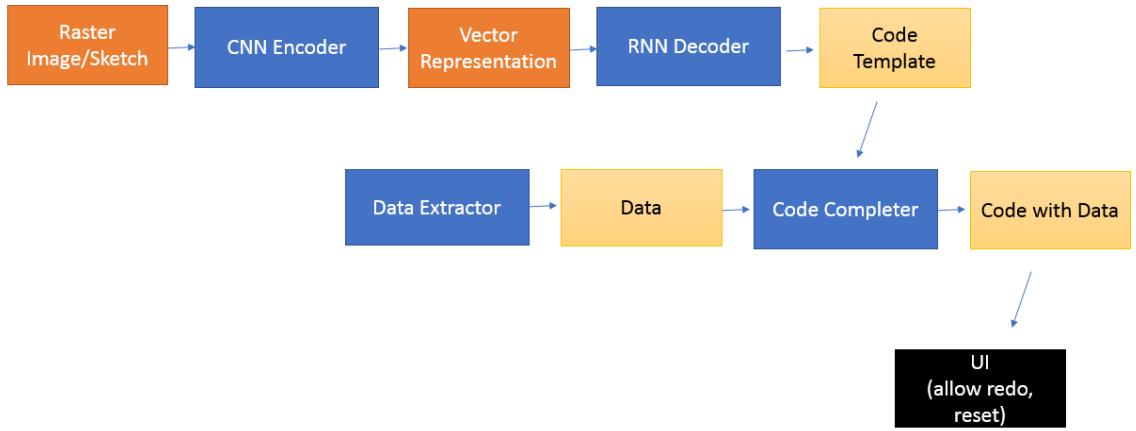 Raster
Image/Sketch
CNN Encoder
Vector
Representation
RNN Decoder
Code
Template
Data Extractor
Data
Code Completer
Code with Data
UI
(allow redo,
reset)